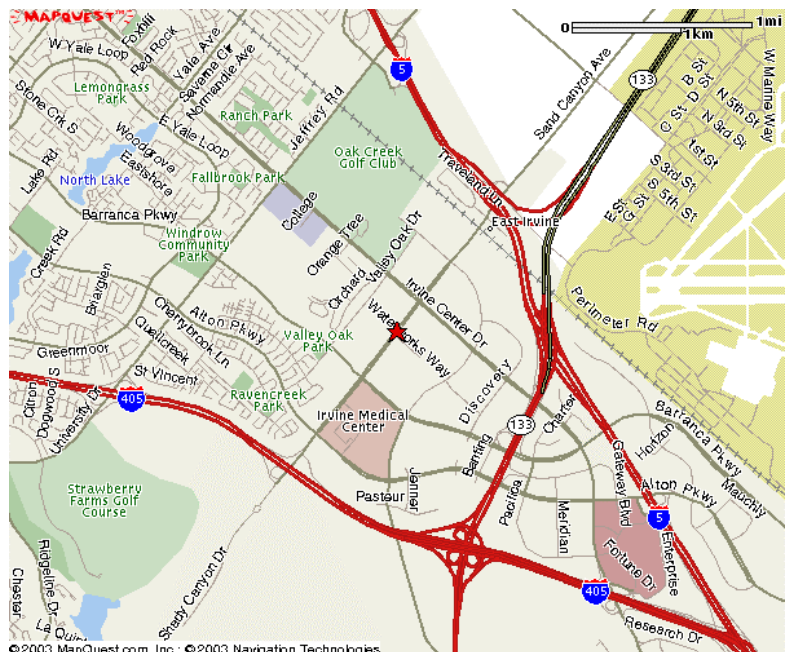 MAPQUEST
Foxhill
Red Rock
W Yale Loop
Yale Ave
Saverne Cir
Normandie Ave
5
0
1mi
1km
133
Sand Canyon Ave
B St
D St
C St
N 5th St
N 3rd St
1st St
S 3rd St
S 5th St
E St
G St
W Marine Way
Lemongrass
Park
Stone Crk S
Ranch Park
Jeffrey Rd
E Yale Loop
Woodgrove
Eastshore
Oak Creek
Golf Club
Lake Rd
North Lake
Fallbrook Park
Traveland Ln
East Irvine
Barranca Pkwy
College
Windrow
Community
Park
Orange Tree
Orchard
Valley Oak Dr
Creek Rd
Briarglen
Irvine Center Dr
Perimeter Rd
Alton Pkwy
Cherrybrook Ln
Quailcreek
Valley Oak
Park
Waterworks Way
Greenmoor
St Vincent
Discovery
405
Citron
Dogwood S
University Dr
Ravencreek
Park
Irvine Medical
Center
133
Charter
Banting
Barranca Pkwy
Horizon
Gateway Blvd
Alton Pkwy
Mauchly
Pasteur
Jenner
Pacifica
Meridian
5
Strawberry
Farms Golf
Course
Fortune Dr
Enterprise
405
Ridgeline Dr
Chester
La Quint
Shady Canyon Dr
Research Dr
©2003 MapQuest.com, Inc.; ©2003 Navigation Technologies